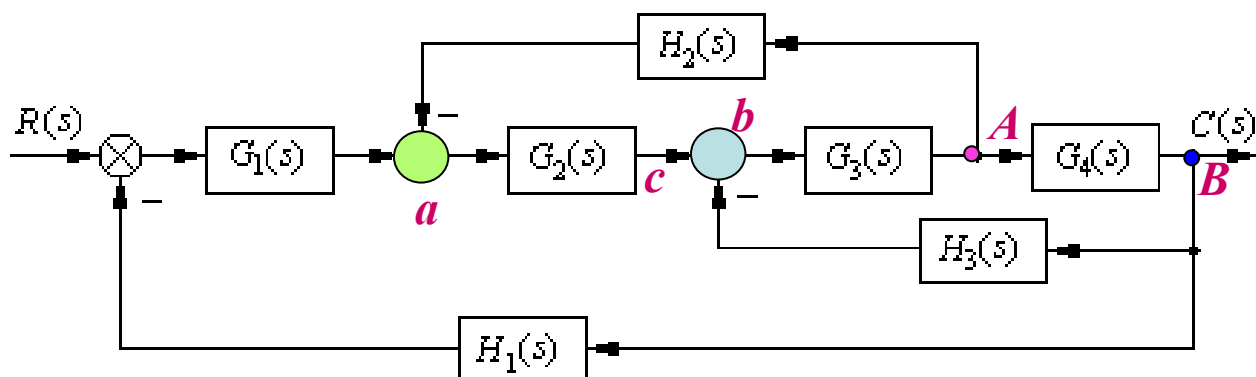 H₂(s)
−
R(s)
G₁(s)
a
G₂(s)
c
b
G₃(s)
A
G₄(s)
C(s)
B
−
−
H₃(s)
H₁(s)